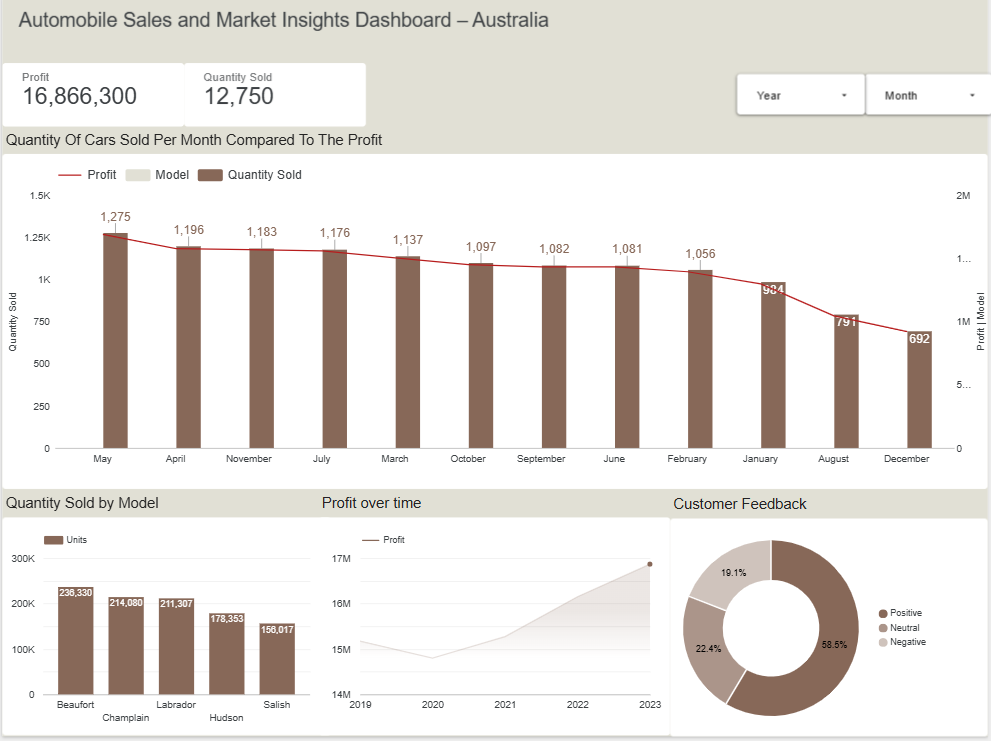 Automobile Sales and Market Insights Dashboard – Australia
Profit
16,866,300
Quantity Sold
12,750
Year
Month
Quantity Of Cars Sold Per Month Compared To The Profit
Profit Model Quantity Sold
1.5K
1.25K
1K
750
500
250
0
Quantity Sold
1,275
1,196
1,183
1,176
1,137
1,097
1,082
1,081
1,056
984
791
692
2M
1...
1M
5...
0
Profit | Model
May April November July March October September June February January August December
Quantity Sold by Model
Units
300K
200K
100K
0
236,330
214,080
211,307
178,353
156,017
Beaufort
Champlain
Labrador
Hudson
Salish
Profit over time
Profit
17M
16M
15M
14M
2019 2020 2021 2022 2023
Customer Feedback
19.1%
22.4%
58.5%
Positive
Neutral
Negative